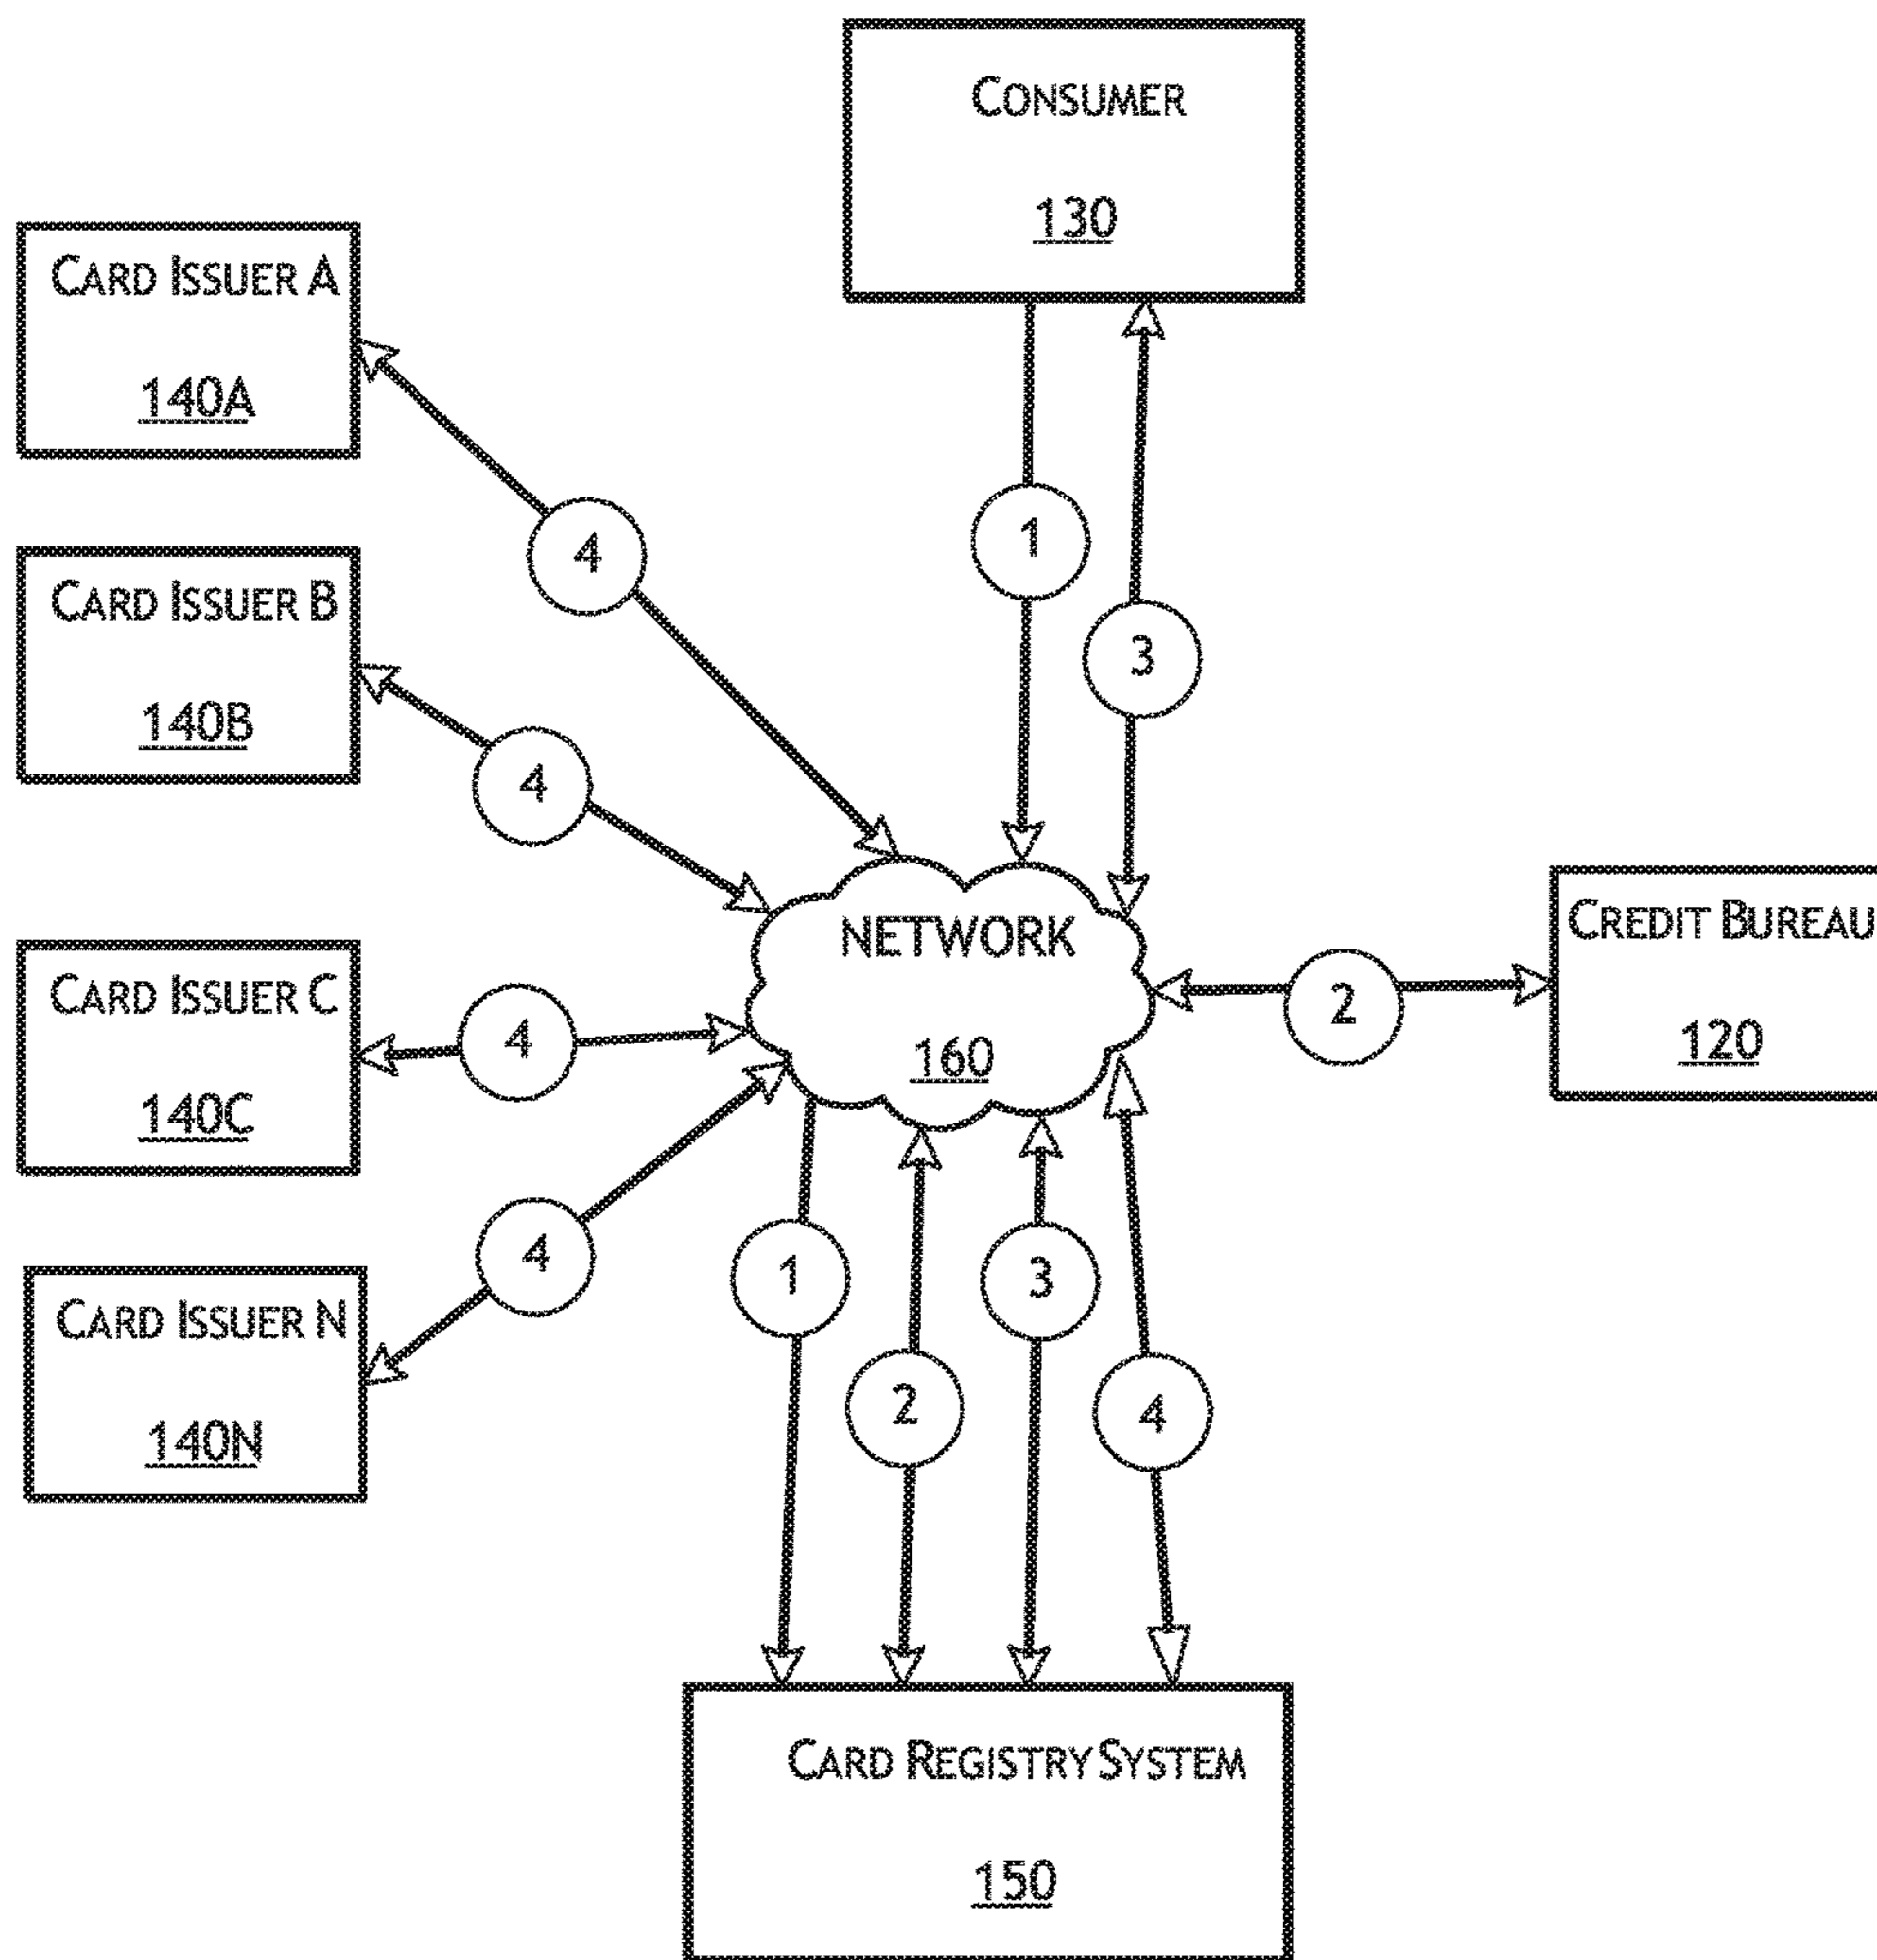 CONSUMER
130
CARD ISSUER A
140A
1
4
CARD ISSUER B
140B
3
4
NETWORK
160
CREDIT BUREAU
120
2
CARD ISSUER C
140C
4
CARD ISSUER N
140N
4
1
2
3
4
CARD REGISTRY SYSTEM
150